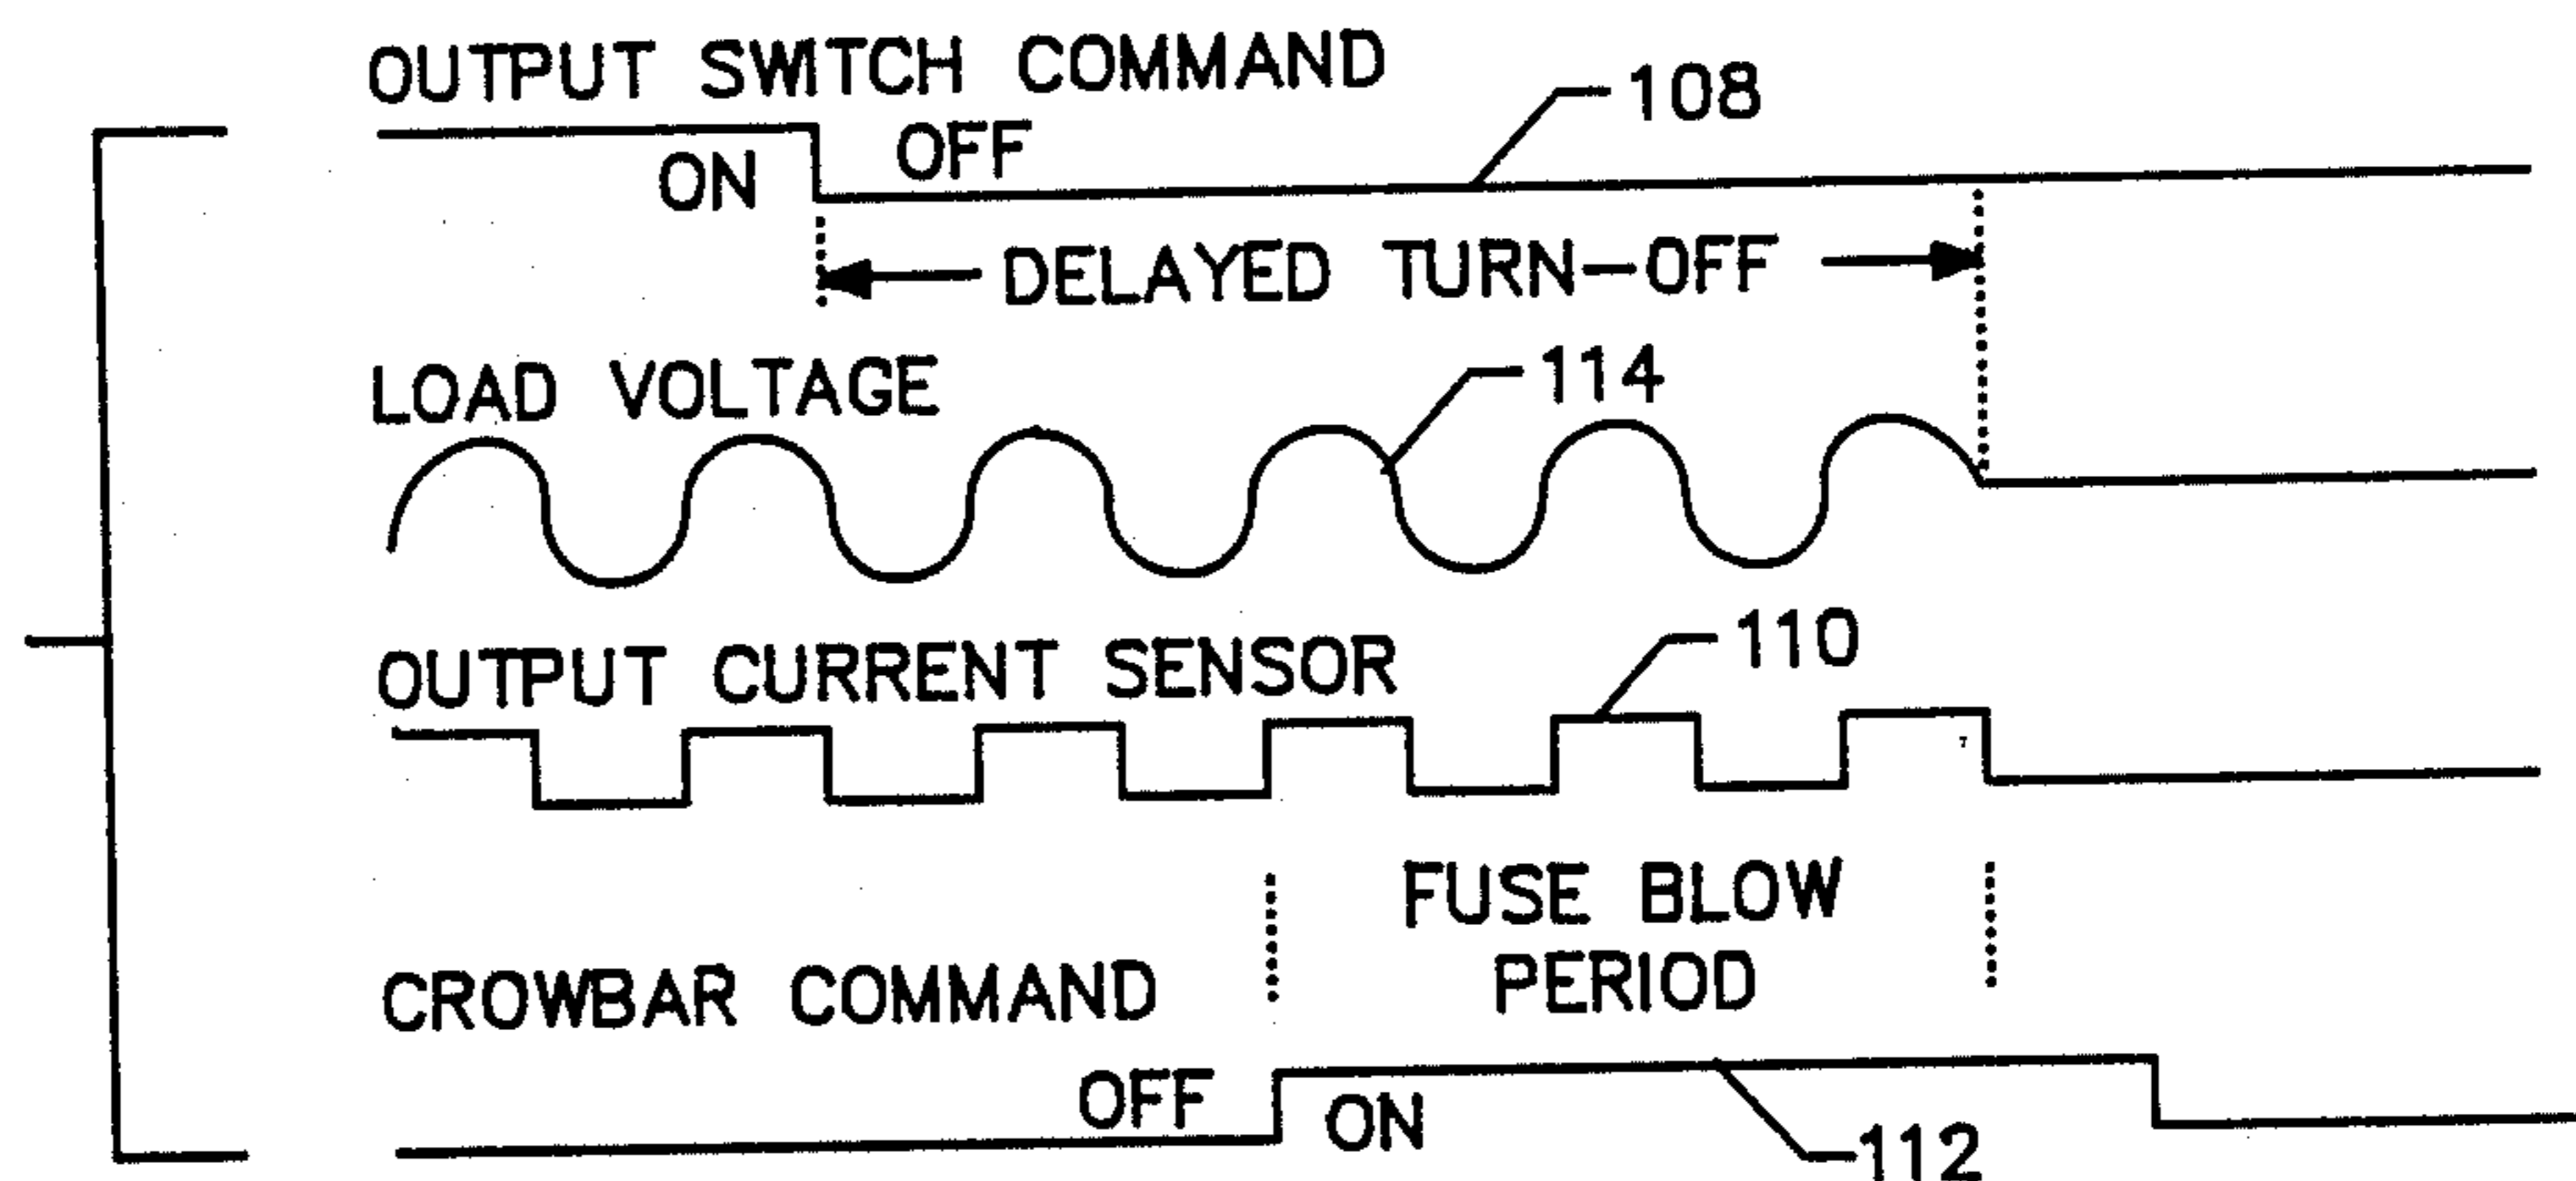 OUTPUT SWITCH COMMAND
108
ON
OFF
DELAYED TURN-OFF
LOAD VOLTAGE
114
OUTPUT CURRENT SENSOR
110
FUSE BLOW
PERIOD
CROWBAR COMMAND
OFF
ON
112